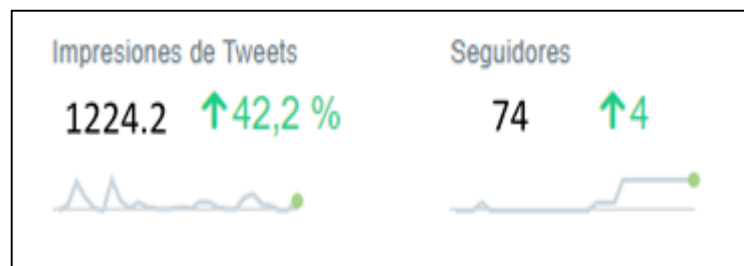 Impresiones de Tweets
1224.2 ↑42,2 %
Seguidores
74 ↑4